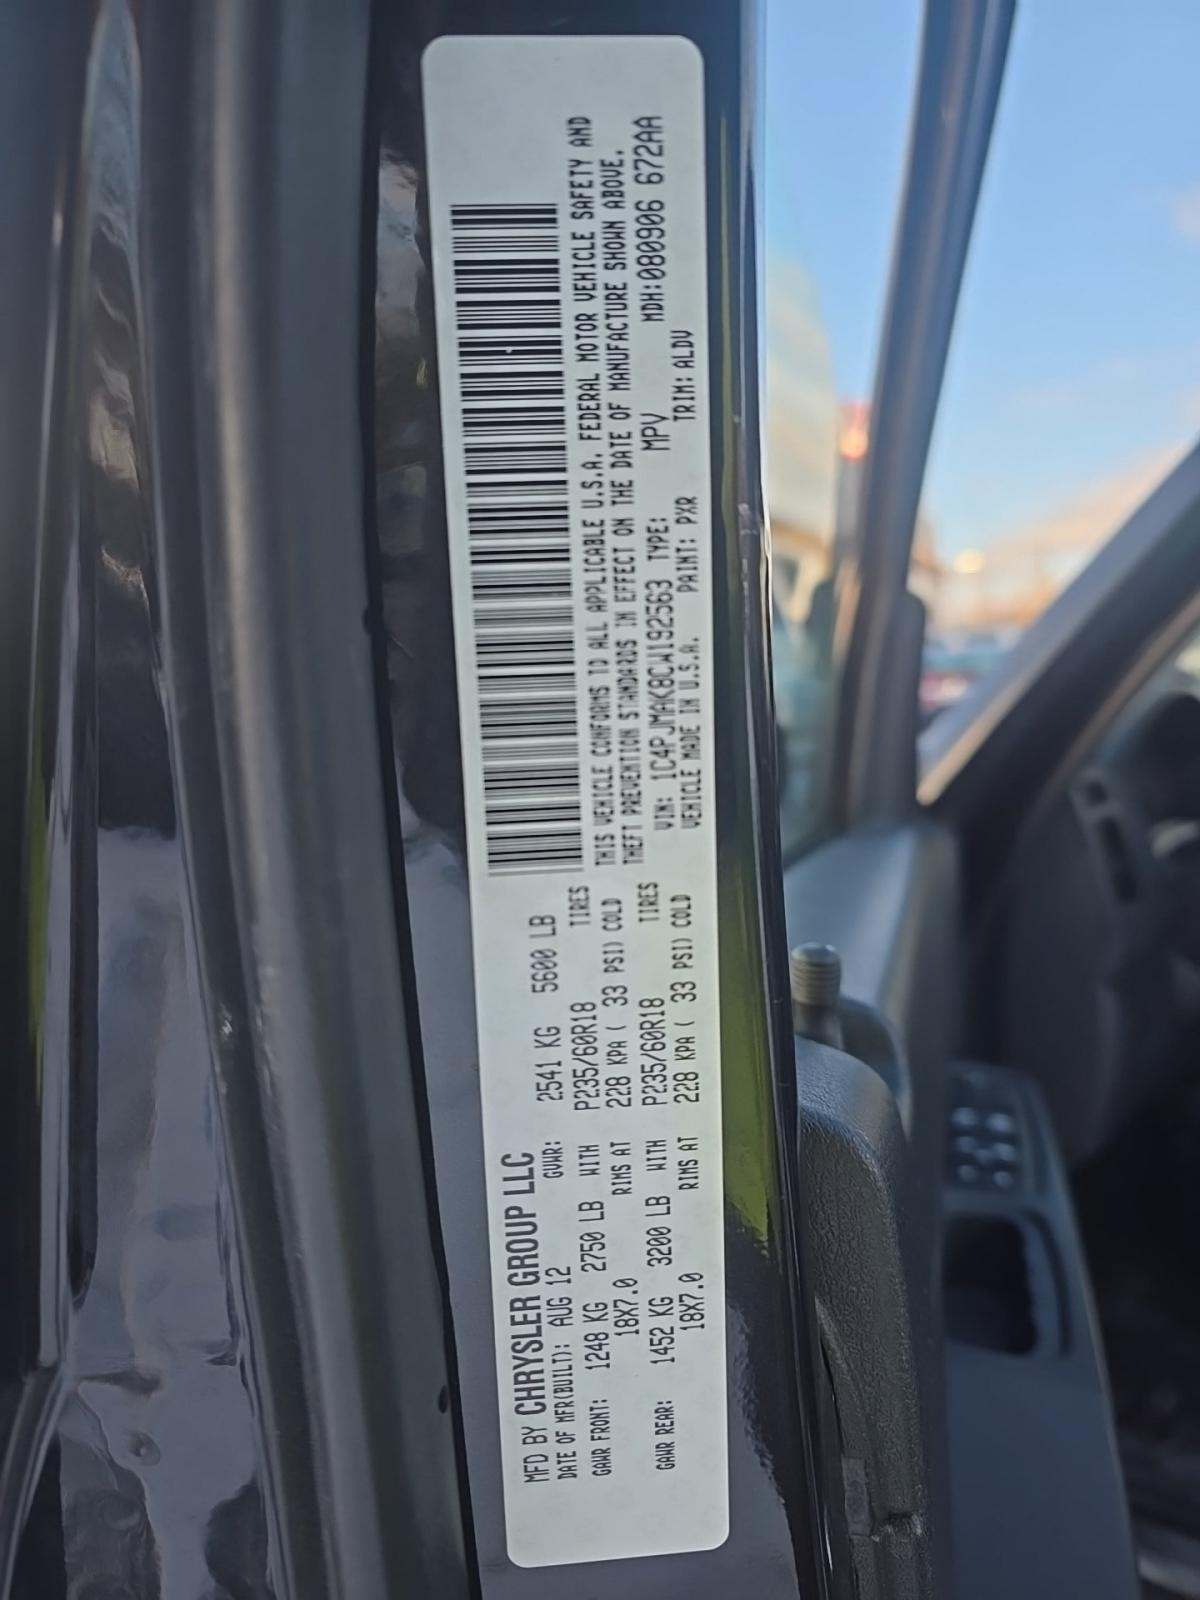 MFD BY CHRYSLER GROUP LLC
DATE OF MFR(BUILT): AUG 12 GVWR: 2541 KG 5600 LB
GAWR FRONT: 1248 KG 2750 LB WITH P235/60R18 TIRES
18X7.0 RIMS AT 228 KPA ( 33 PSI) COLD
GAWR REAR: 1452 KG 3200 LB WITH P235/60R18 TIRES
18X7.0 RIMS AT 228 KPA ( 33 PSI) COLD
THIS VEHICLE CONFORMS TO ALL APPLICABLE U.S.A. FEDERAL MOTOR VEHICLE SAFETY AND
THEFT PREVENTION STANDARDS IN EFFECT ON THE DATE OF MANUFACTURE SHOWN ABOVE.
VIN: 1C4PJMAK8CW192563 TYPE: MPV MDH:080906 672AA
VEHICLE MADE IN U.S.A. PAINT: PXR TRIM: ALDV